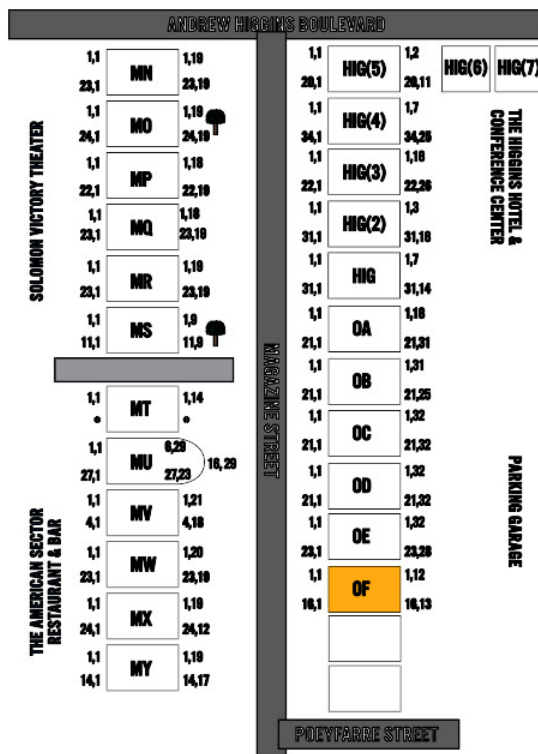 ANDREW HIGGINS BOULEVARD
1,1 MN 1,19
23,1 23,19
1,1 MO 1,19
24,1 24,19
1,1 MP 1,18
22,1 22,19
1,1 MQ 1,18
23,1 23,19
1,1 MR 1,19
23,1 23,19
1,1 MS 1,9
11,1 11,9
1,1 MT 1,14
1,1 MU 6,29
27,1 27,23
16,29
1,1 MV 1,21
4,1 4,18
1,1 MW 1,20
23,1 23,19
1,1 MX 1,19
24,1 24,12
1,1 MY 1,19
14,1 14,17
SOLOMON VICTORY THEATER
THE AMERICAN SECTOR
RESTAURANT & BAR
MAGAZINE STREET
1,1 HIG(5) 1,2
20,1 20,11
HIG(6) HIG(7)
1,1 HIG(4) 1,7
34,1 34,25
1,1 HIG(3) 1,18
22,1 22,26
1,1 HIG(2) 1,3
31,1 31,18
1,1 HIG 1,7
31,1 31,14
1,1 OA 1,18
21,1 21,31
1,1 OB 1,31
21,1 21,25
1,1 OC 1,32
21,1 21,32
1,1 OD 1,32
21,1 21,32
1,1 OE 1,32
23,1 23,28
1,1 OF 1,12
16,1 16,13
THE HIGGINS HOTEL &
CONFERENCE CENTER
PARKING GARAGE
POEYFARRE STREET